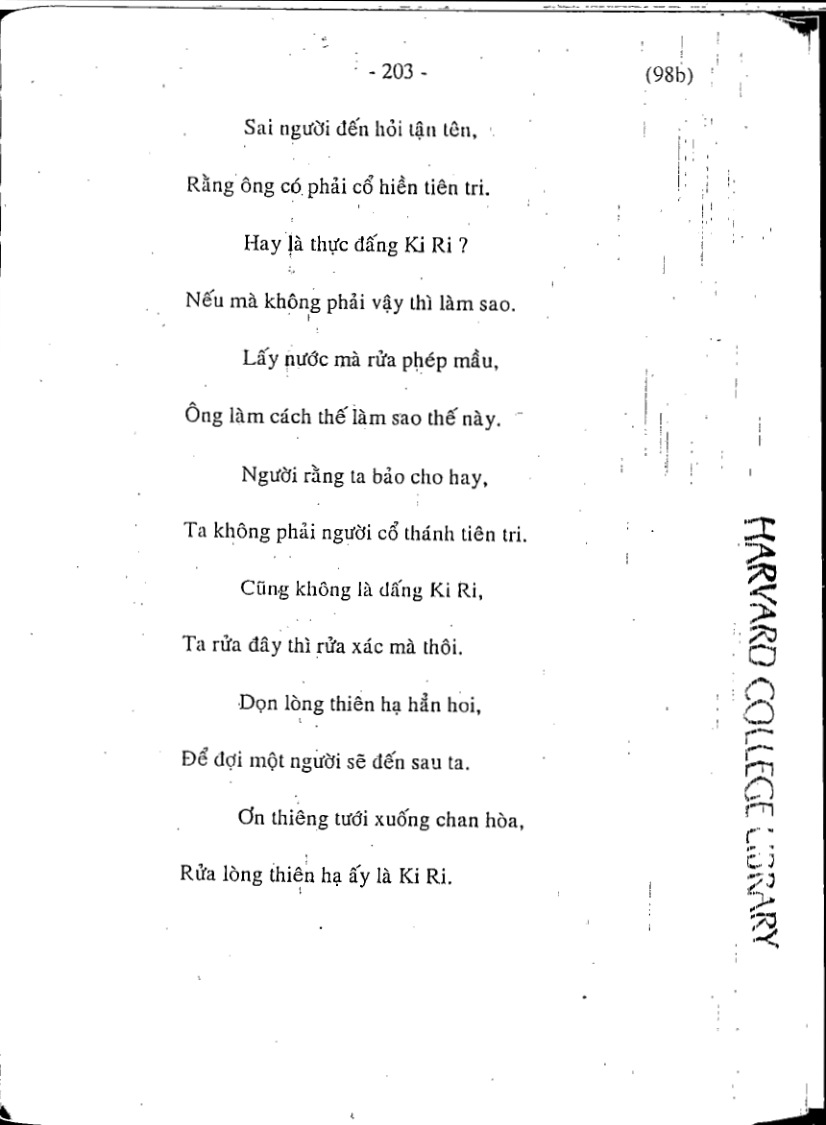 - 203 - (98b)
Sai người đến hỏi tận tên,
Rằng ông có phải cổ hiền tiên tri.
Hay là thực đấng Ki Ri ?
Nếu mà không phải vậy thì làm sao.
Lấy nước mà rửa phép mầu,
Ông làm cách thế làm sao thế này.
Người rằng ta bảo cho hay,
Ta không phải người cổ thánh tiên tri.
Cũng không là đấng Ki Ri,
Ta rửa đây thì rửa xác mà thôi.
Dọn lòng thiên hạ hẳn hoi,
Để đợi một người sẽ đến sau ta.
Ơn thiêng tưới xuống chan hòa,
Rửa lòng thiên hạ ấy là Ki Ri.
HARVARD COLLEGE LIBRARY